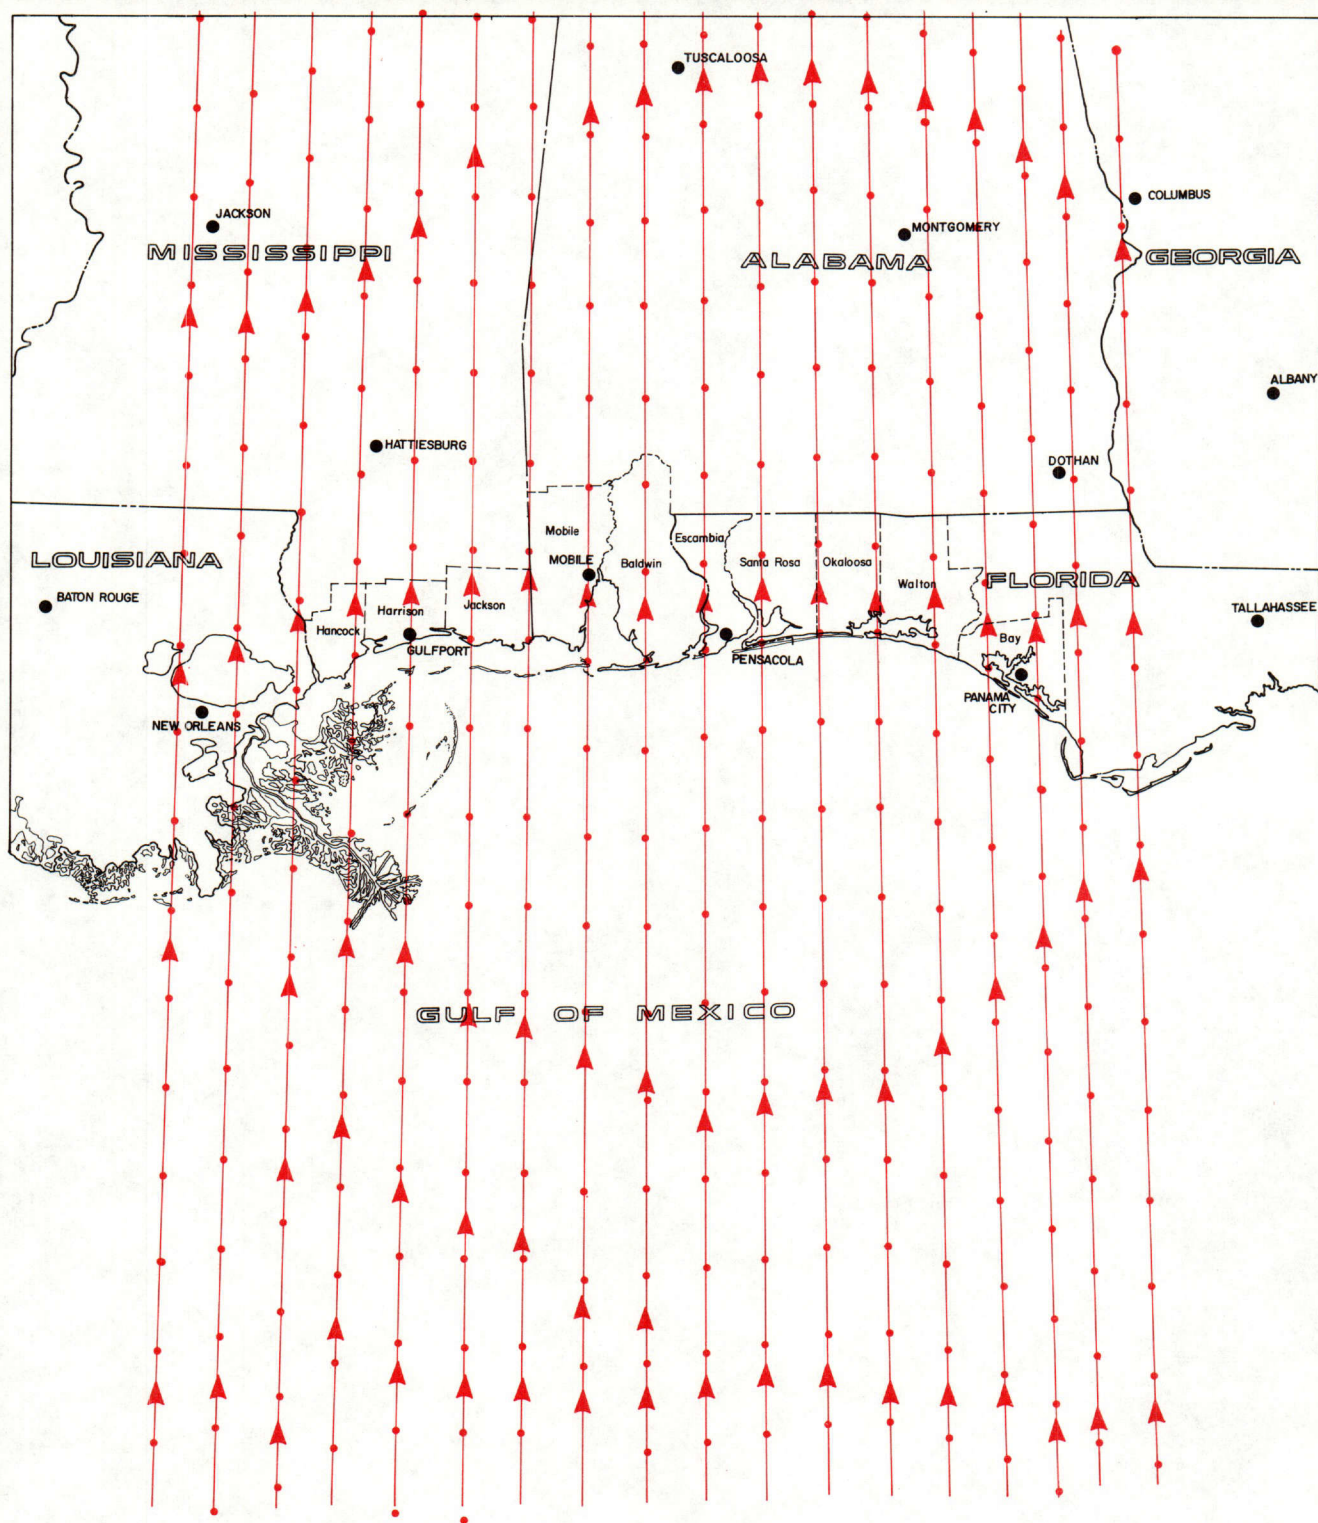 TUSCALOOSA
COLUMBUS
JACKSON
MONTGOMERY
MISSISSIPPI
ALABAMA
GEORGIA
ALBANY
HATTIESBURG
DOTHAN
Mobile
Escambia
LOUISIANA
MOBILE
Baldwin
Santa Rosa
Okaloosa
Walton
FLORIDA
BATON ROUGE
Harrison
Jackson
TALLAHASSEE
Hancock
GULFPORT
Bay
PENSACOLA
PANAMA
CITY
NEW ORLEANS
GULF OF MEXICO